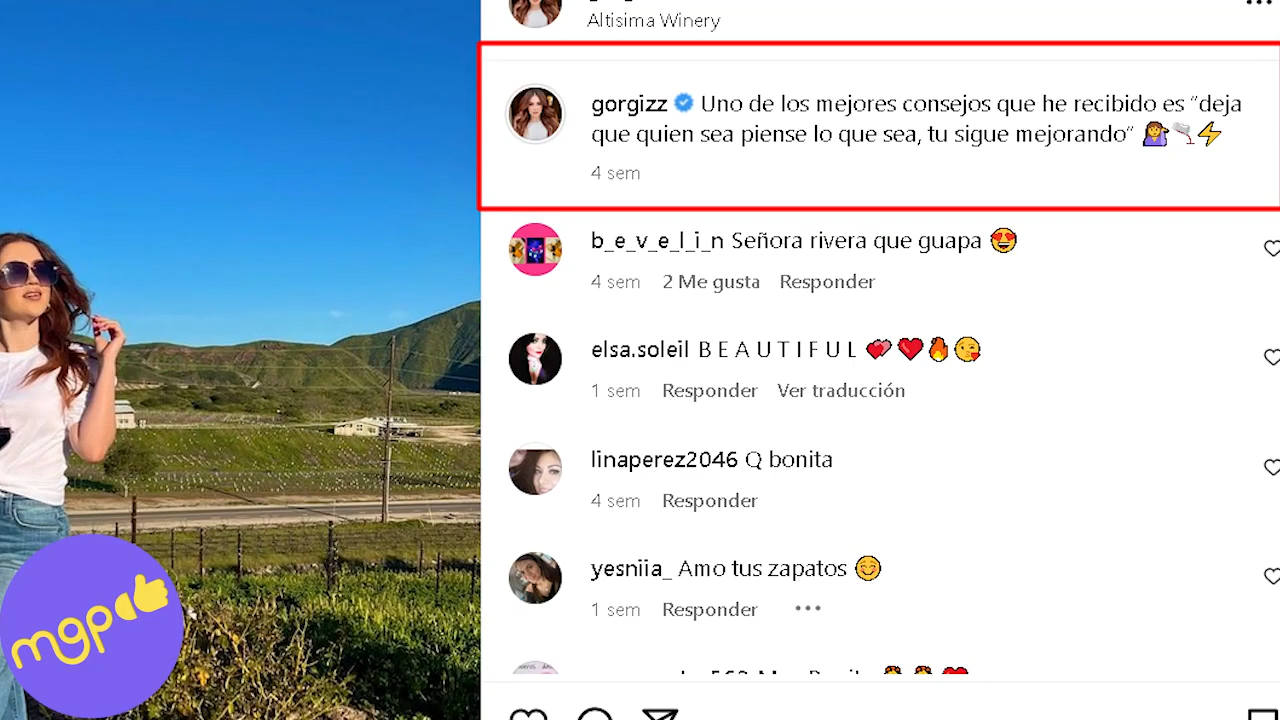 Altisima Winery
gorgizz Uno de los mejores consejos que he recibido es “deja
que quien sea piense lo que sea, tu sigue mejorando”
4 sem
b_e_v_e_l_i_n Señora rivera que guapa
4 sem 2 Me gusta Responder
elsa.soleil B E A U T I F U L
1 sem Responder Ver traducción
linaperez2046 Q bonita
4 sem Responder
yesniia_ Amo tus zapatos
1 sem Responder
mgp